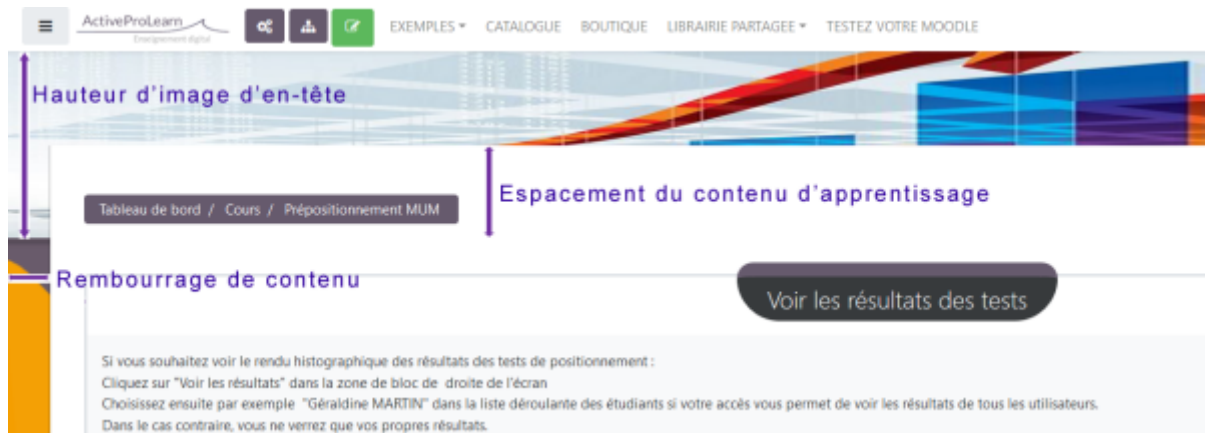 ActiveProLearn
Enseignement digital
EXEMPLES CATALOGUE BOUTIQUE LIBRAIRIE PARTAGEE TESTEZ VOTRE MOODLE
Hauteur d'image d'en-tête
Espacement du contenu d'apprentissage
Tableau de bord / Cours / Prépositionnement MUM
Rembourrage de contenu
Voir les résultats des tests
Si vous souhaitez voir le rendu histographique des résultats des tests de positionnement :
Cliquez sur "Voir les résultats" dans la zone de bloc de droite de l'écran
Choisissez ensuite par exemple "Géraldine MARTIN" dans la liste déroulante des étudiants si votre accès vous permet de voir les résultats de tous les utilisateurs.
Dans le cas contraire, vous ne verrez que vos propres résultats.